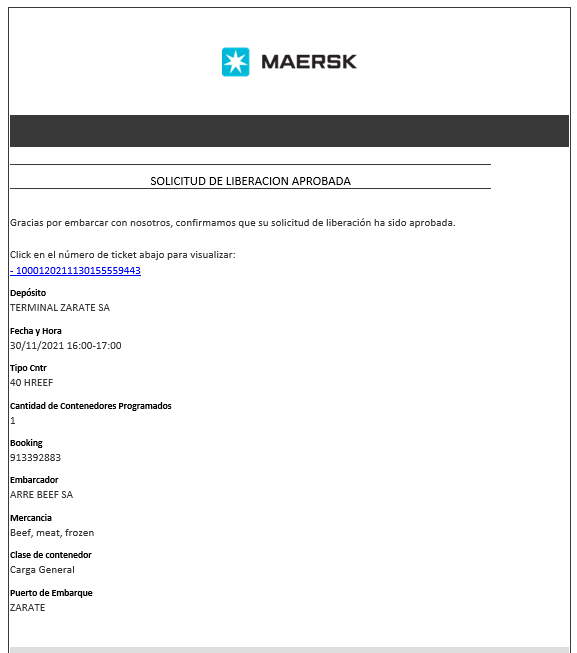 MAERSK
SOLICITUD DE LIBERACION APROBADA
Gracias por embarcar con nosotros, confirmamos que su solicitud de liberación ha sido aprobada.
Click en el número de ticket abajo para visualizar:
- 1000120211130155559443
Depósito
TERMINAL ZARATE SA
Fecha y Hora
30/11/2021 16:00-17:00
Tipo Cntr
40 HREEF
Cantidad de Contenedores Programados
1
Booking
913392883
Embarcador
ARRE BEEF SA
Mercancia
Beef, meat, frozen
Clase de contenedor
Carga General
Puerto de Embarque
ZARATE